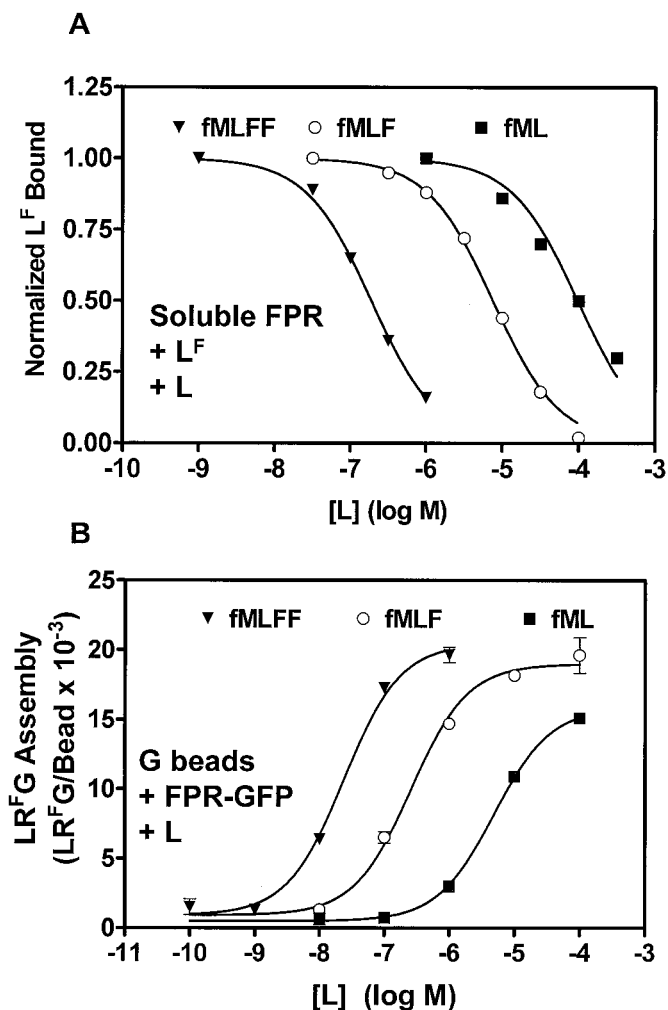 A
1.25
1.00
0.75
0.50
0.25
0.00
Normalized L^F Bound
▼ fMLFF ○ fMLF ■ fML
Soluble FPR
+ L^F
+ L
-10 -9 -8 -7 -6 -5 -4 -3
[L] (log M)
B
25
20
15
10
5
0
LR^FG Assembly
(LR^FG/Bead x 10^-3)
▼ fMLFF ○ fMLF ■ fML
G beads
+ FPR-GFP
+ L
-11 -10 -9 -8 -7 -6 -5 -4 -3
[L] (log M)